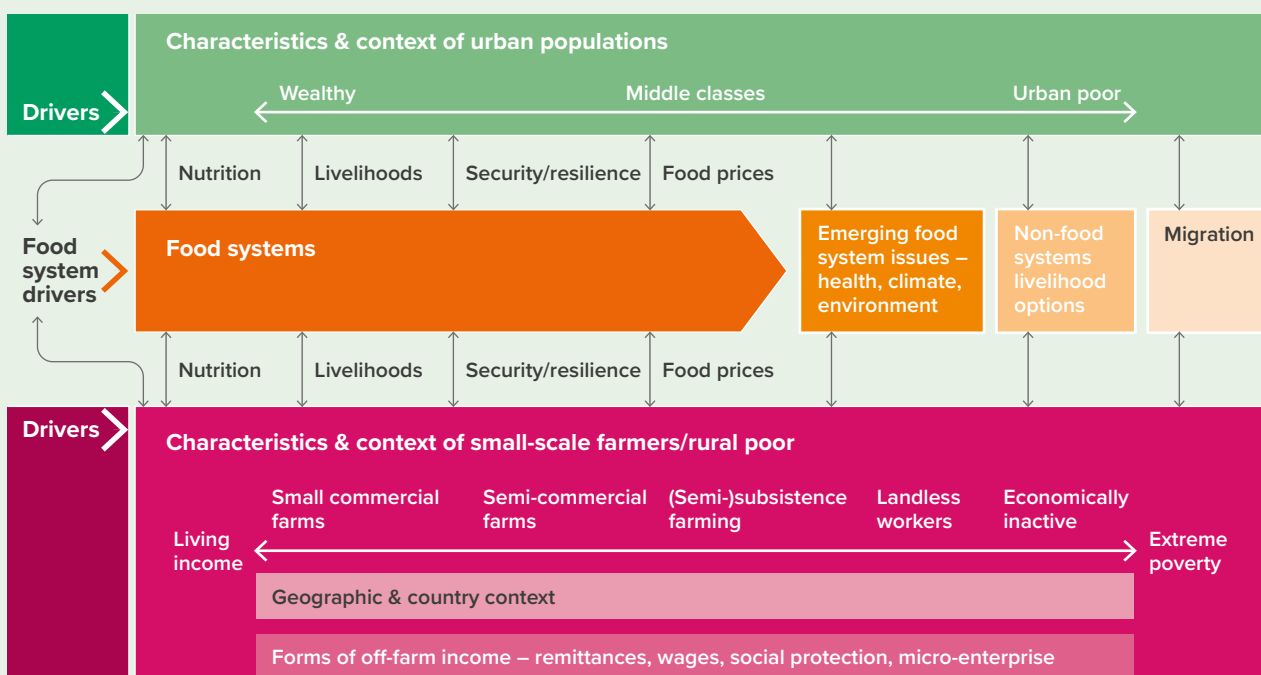 Characteristics & context of urban populations
Drivers
Wealthy
Middle classes
Urban poor
Nutrition
Livelihoods
Security/resilience
Food prices
Food
system
drivers
Food systems
Emerging food
system issues –
health, climate,
environment
Non-food
systems
livelihood
options
Migration
Nutrition
Livelihoods
Security/resilience
Food prices
Drivers
Characteristics & context of small-scale farmers/rural poor
Living
income
Small commercial
farms
Semi-commercial
farms
(Semi-)subsistence
farming
Landless
workers
Economically
inactive
Extreme
poverty
Geographic & country context
Forms of off-farm income – remittances, wages, social protection, micro-enterprise